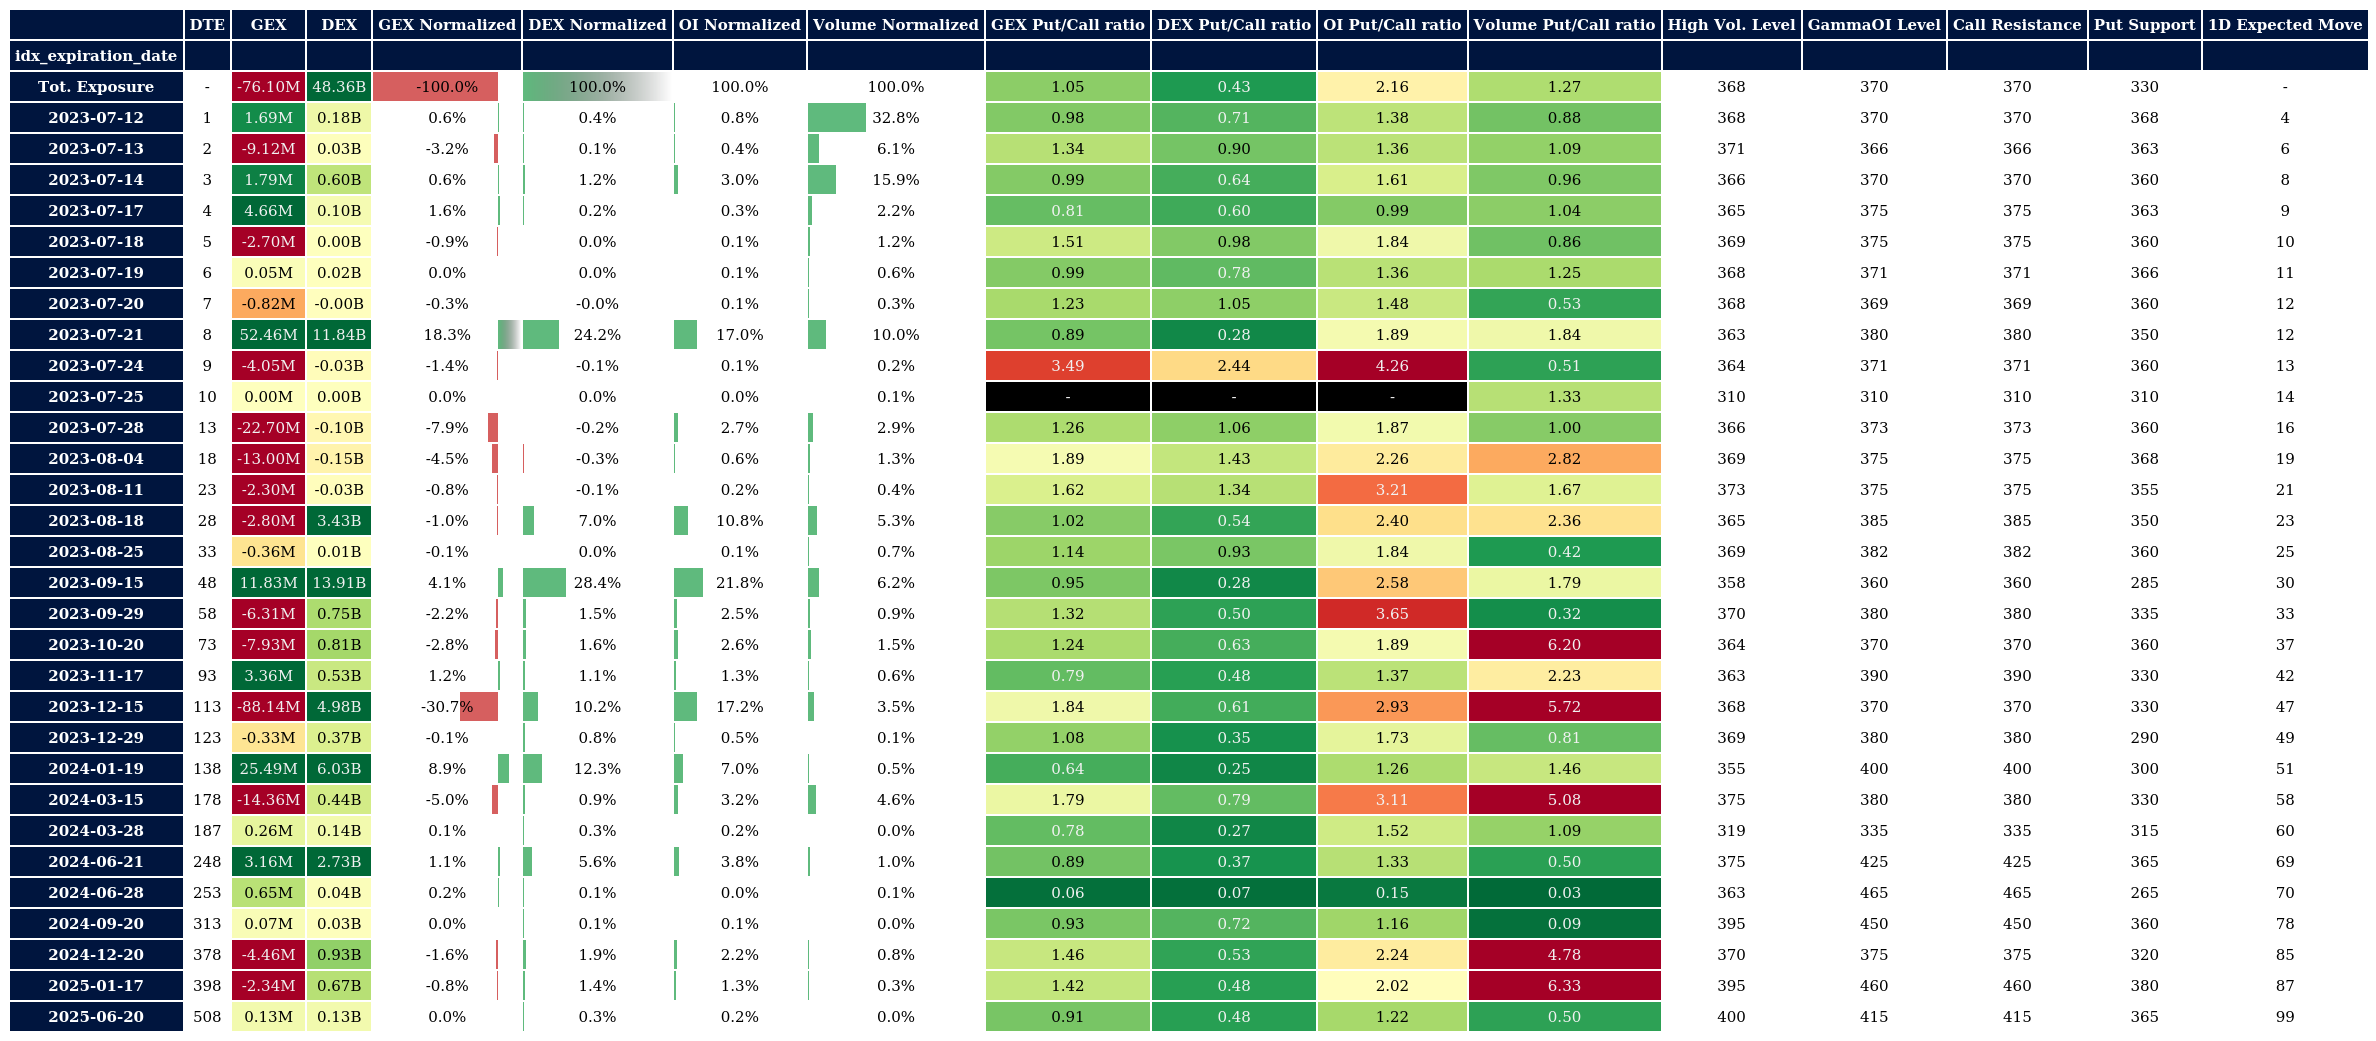 DTE GEX DEX GEX Normalized DEX Normalized OI Normalized Volume Normalized GEX Put/Call ratio DEX Put/Call ratio OI Put/Call ratio Volume Put/Call ratio High Vol. Level GammaOI Level Call Resistance Put Support 1D Expected Move
idx_expiration_date
Tot. Exposure - -76.10M 48.36B -100.0% 100.0% 100.0% 100.0% 1.05 0.43 2.16 1.27 368 370 370 330 -
2023-07-12 1 1.69M 0.18B 0.6% 0.4% 0.8% 32.8% 0.98 0.71 1.38 0.88 368 370 370 368 4
2023-07-13 2 -9.12M 0.03B -3.2% 0.1% 0.4% 6.1% 1.34 0.90 1.36 1.09 371 366 366 363 6
2023-07-14 3 1.79M 0.60B 0.6% 1.2% 3.0% 15.9% 0.99 0.64 1.61 0.96 366 370 370 360 8
2023-07-17 4 4.66M 0.10B 1.6% 0.2% 0.3% 2.2% 0.81 0.60 0.99 1.04 365 375 375 363 9
2023-07-18 5 -2.70M 0.00B -0.9% 0.0% 0.1% 1.2% 1.51 0.98 1.84 0.86 369 375 375 360 10
2023-07-19 6 0.05M 0.02B 0.0% 0.0% 0.1% 0.6% 0.99 0.78 1.36 1.25 368 371 371 366 11
2023-07-20 7 -0.82M -0.00B -0.3% -0.0% 0.1% 0.3% 1.23 1.05 1.48 0.53 368 369 369 360 12
2023-07-21 8 52.46M 11.84B 18.3% 24.2% 17.0% 10.0% 0.89 0.28 1.89 1.84 363 380 380 350 12
2023-07-24 9 -4.05M -0.03B -1.4% -0.1% 0.1% 0.2% 3.49 2.44 4.26 0.51 364 371 371 360 13
2023-07-25 10 0.00M 0.00B 0.0% 0.0% 0.0% 0.1% - - - 1.33 310 310 310 310 14
2023-07-28 13 -22.70M -0.10B -7.9% -0.2% 2.7% 2.9% 1.26 1.06 1.87 1.00 366 373 373 360 16
2023-08-04 18 -13.00M -0.15B -4.5% -0.3% 0.6% 1.3% 1.89 1.43 2.26 2.82 369 375 375 368 19
2023-08-11 23 -2.30M -0.03B -0.8% -0.1% 0.2% 0.4% 1.62 1.34 3.21 1.67 373 375 375 355 21
2023-08-18 28 -2.80M 3.43B -1.0% 7.0% 10.8% 5.3% 1.02 0.54 2.40 2.36 365 385 385 350 23
2023-08-25 33 -0.36M 0.01B -0.1% 0.0% 0.1% 0.7% 1.14 0.93 1.84 0.42 369 382 382 360 25
2023-09-15 48 11.83M 13.91B 4.1% 28.4% 21.8% 6.2% 0.95 0.28 2.58 1.79 358 360 360 285 30
2023-09-29 58 -6.31M 0.75B -2.2% 1.5% 2.5% 0.9% 1.32 0.50 3.65 0.32 370 380 380 335 33
2023-10-20 73 -7.93M 0.81B -2.8% 1.6% 2.6% 1.5% 1.24 0.63 1.89 6.20 364 370 370 360 37
2023-11-17 93 3.36M 0.53B 1.2% 1.1% 1.3% 0.6% 0.79 0.48 1.37 2.23 363 390 390 330 42
2023-12-15 113 -88.14M 4.98B -30.7% 10.2% 17.2% 3.5% 1.84 0.61 2.93 5.72 368 370 370 330 47
2023-12-29 123 -0.33M 0.37B -0.1% 0.8% 0.5% 0.1% 1.08 0.35 1.73 0.81 369 380 380 290 49
2024-01-19 138 25.49M 6.03B 8.9% 12.3% 7.0% 0.5% 0.64 0.25 1.26 1.46 355 400 400 300 51
2024-03-15 178 -14.36M 0.44B -5.0% 0.9% 3.2% 4.6% 1.79 0.79 3.11 5.08 375 380 380 330 58
2024-03-28 187 0.26M 0.14B 0.1% 0.3% 0.2% 0.0% 0.78 0.27 1.52 1.09 319 335 335 315 60
2024-06-21 248 3.16M 2.73B 1.1% 5.6% 3.8% 1.0% 0.89 0.37 1.33 0.50 375 425 425 365 69
2024-06-28 253 0.65M 0.04B 0.2% 0.1% 0.0% 0.1% 0.06 0.07 0.15 0.03 363 465 465 265 70
2024-09-20 313 0.07M 0.03B 0.0% 0.1% 0.1% 0.0% 0.93 0.72 1.16 0.09 395 450 450 360 78
2024-12-20 378 -4.46M 0.93B -1.6% 1.9% 2.2% 0.8% 1.46 0.53 2.24 4.78 370 375 375 320 85
2025-01-17 398 -2.34M 0.67B -0.8% 1.4% 1.3% 0.3% 1.42 0.48 2.02 6.33 395 460 460 380 87
2025-06-20 508 0.13M 0.13B 0.0% 0.3% 0.2% 0.0% 0.91 0.48 1.22 0.50 400 415 415 365 99